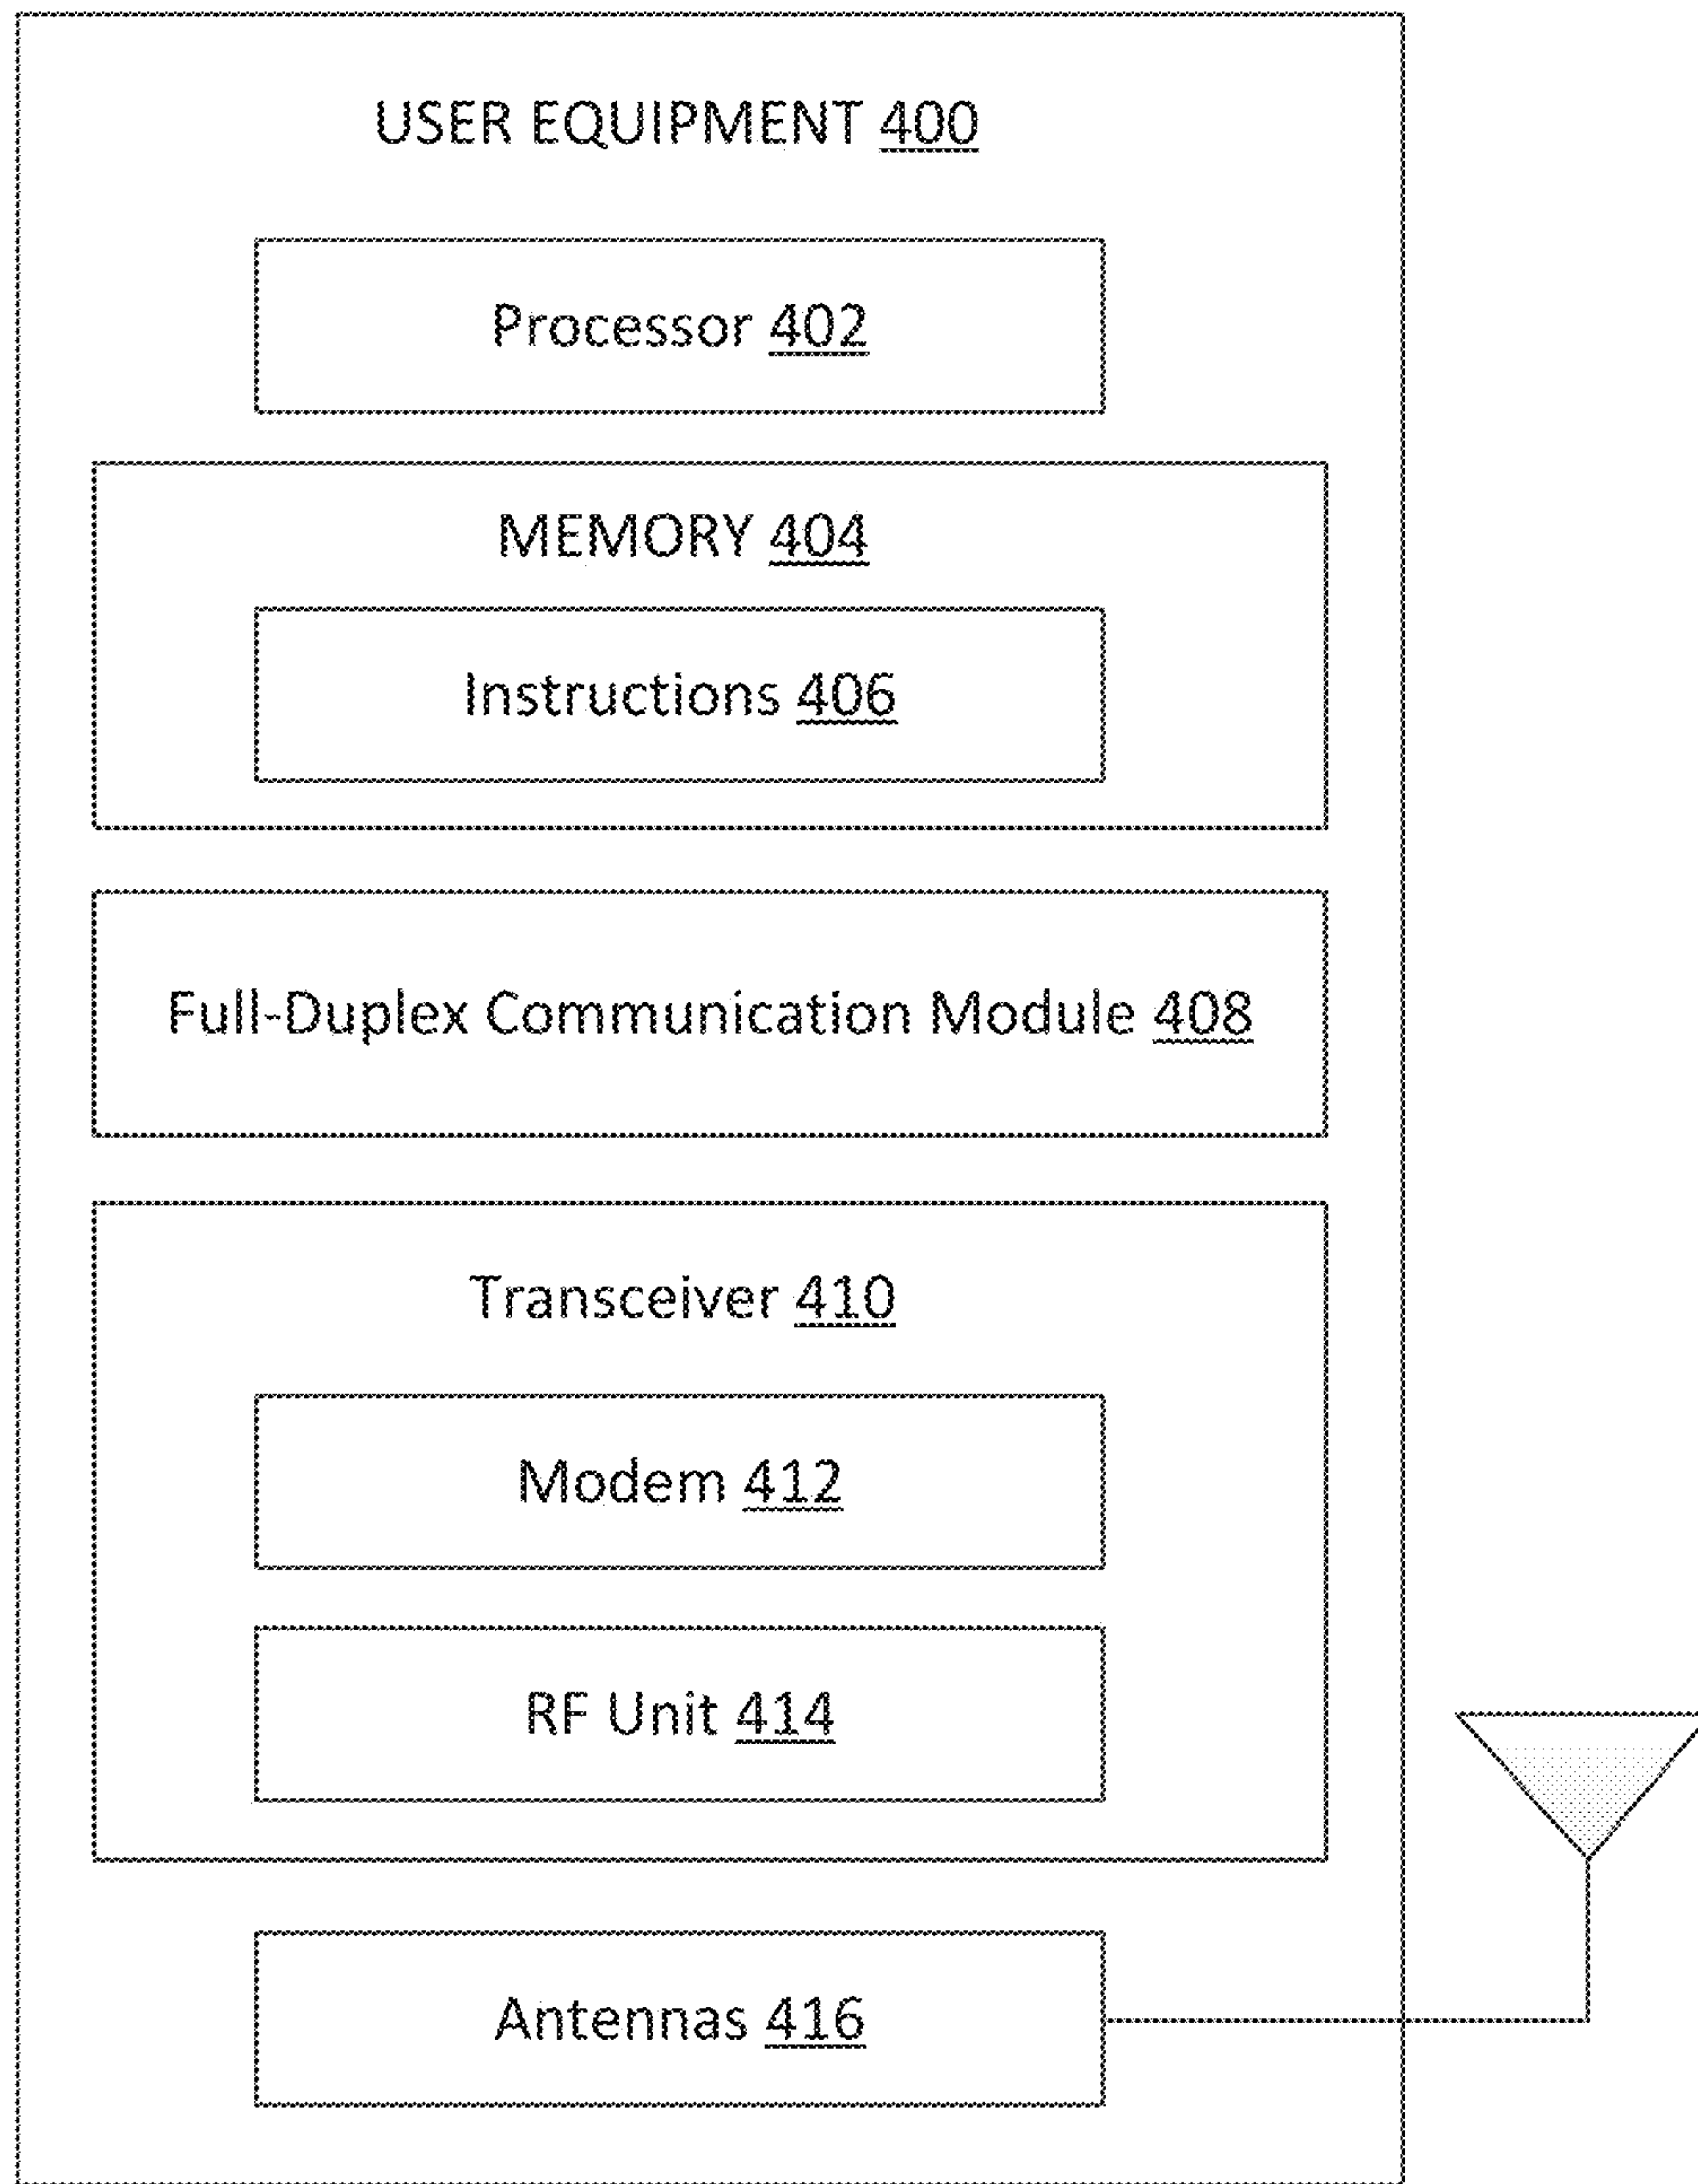 USER EQUIPMENT 400
Processor 402
MEMORY 404
Instructions 406
Full-Duplex Communication Module 408
Transceiver 410
Modem 412
RF Unit 414
Antennas 416